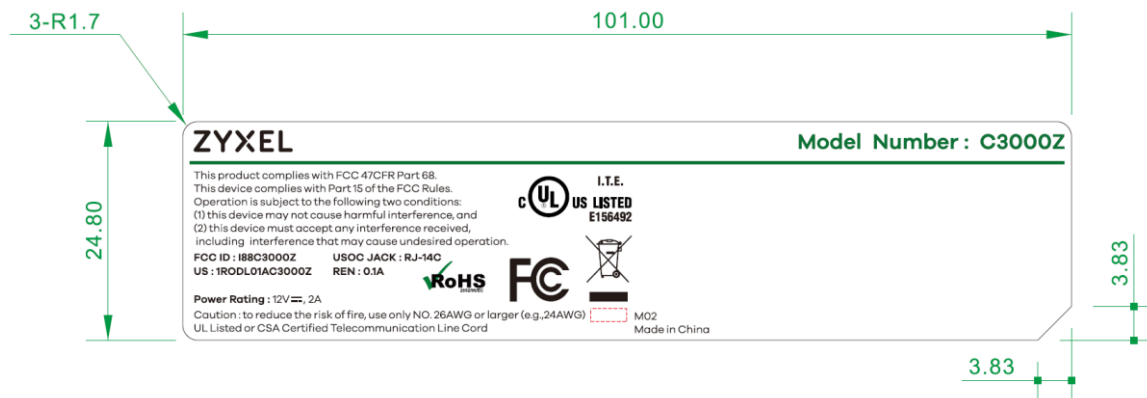 3-R1.7
101.00
24.80
ZYXEL
Model Number : C3000Z
This product complies with FCC 47CFR Part 68.
This device complies with Part 15 of the FCC Rules.
Operation is subject to the following two conditions:
(1) this device may not cause harmful interference, and
(2) this device must accept any interference received,
including interference that may cause undesired operation.
FCC ID : I88C3000Z USOC JACK : RJ-14C
US : 1RODL01AC3000Z REN : 0.1A
RoHS
Power Rating : 12V⎓, 2A
Caution : to reduce the risk of fire, use only NO. 26AWG or larger (e.g.,24AWG)
UL Listed or CSA Certified Telecommunication Line Cord
C UL US LISTED
I.T.E.
E156492
FC
M02
Made in China
3.83
3.83